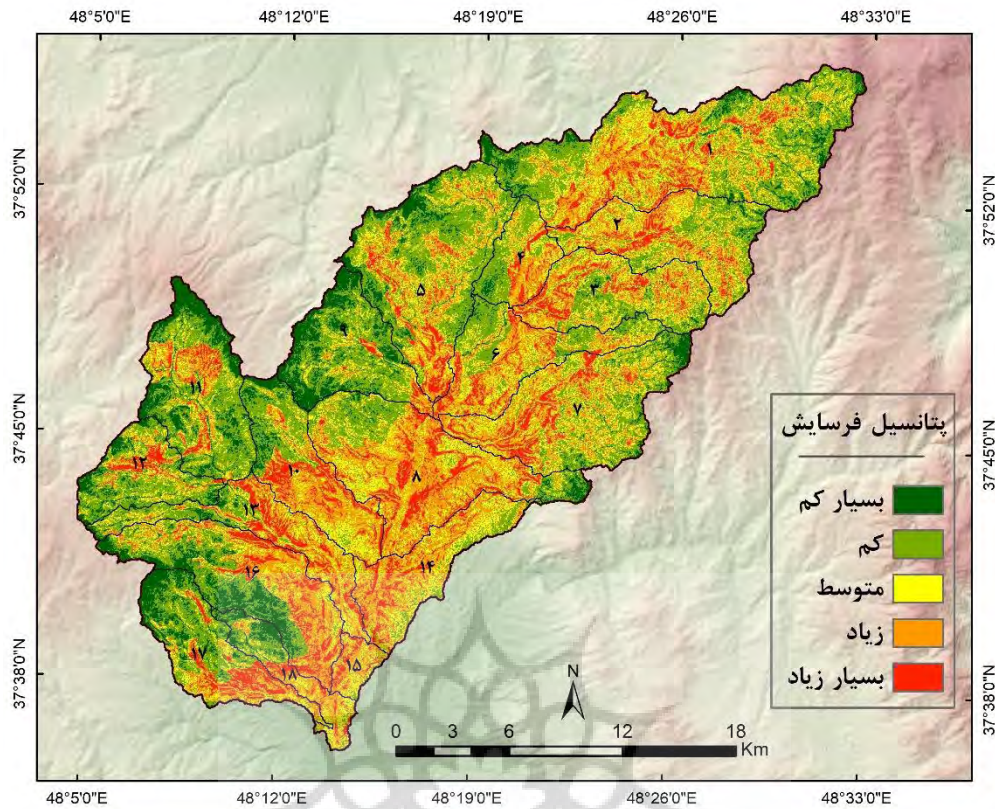 48°5'0"E 48°12'0"E 48°19'0"E 48°26'0"E 48°33'0"E
37°52'0"N
37°52'0"N
37°45'0"N
37°45'0"N
37°38'0"N
37°38'0"N
۱
۲
۳
۴
۵
۶
۷
۸
۹
۱۰
۱۱
۱۲
۱۳
۱۴
۱۵
۱۶
۱۷
۱۸
پتانسیل فرسایش
بسیار کم
کم
متوسط
زیاد
بسیار زیاد
N
0 3 6 12 18
Km
48°5'0"E 48°12'0"E 48°19'0"E 48°26'0"E 48°33'0"E